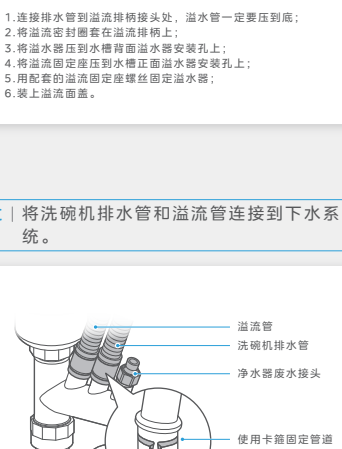 1.连接排水管到溢流排柄接头处，溢水管一定要压到底；
2.将溢流密封圈套在溢流排柄上；
3.将溢水器压到水槽背面溢水器安装孔上；
4.将溢流固定座压到水槽正面溢水器安装孔上；
5.用配套的溢流固定座螺丝固定溢水器；
6.装上溢流面盖。
| 将洗碗机排水管和溢流管连接到下水系
统。
溢流管
洗碗机排水管
净水器废水接头
使用卡箍固定管道